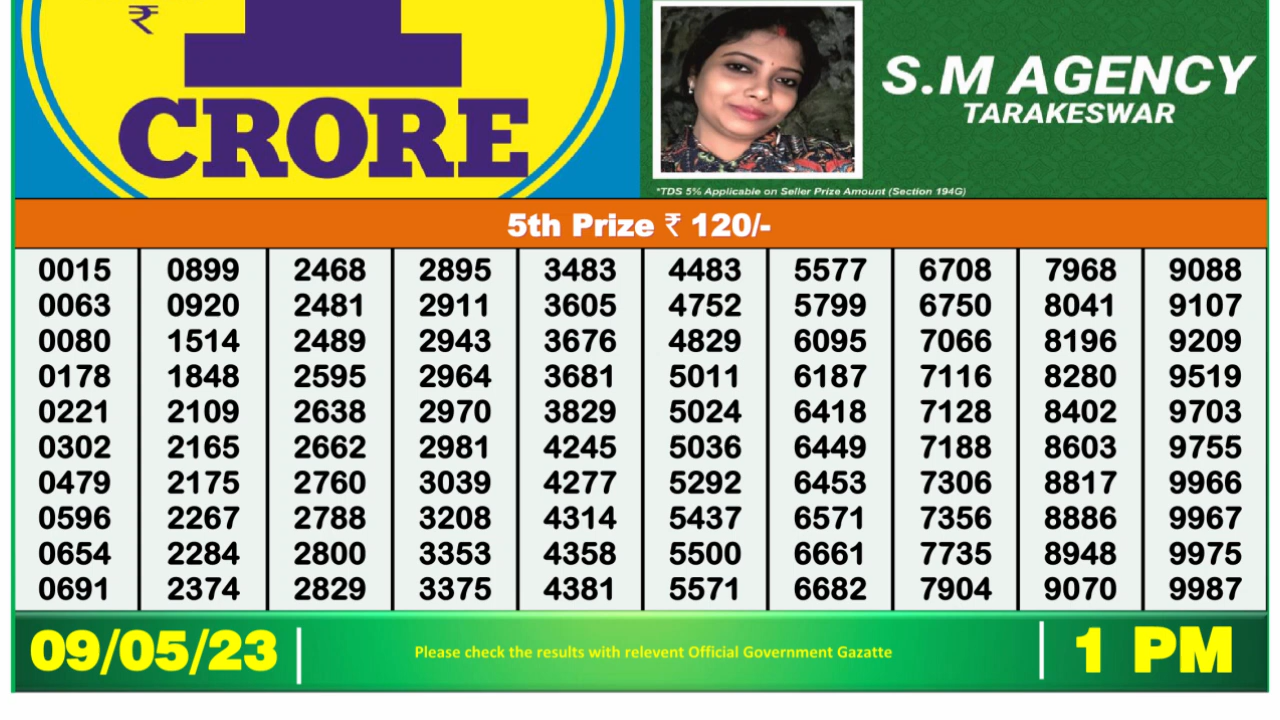 ₹
1
CRORE
S.M AGENCY
TARAKESWAR
*TDS 5% Applicable on Seller Prize Amount (Section 194G)
5th Prize ₹ 120/-
0015 0899 2468 2895 3483 4483 5577 6708 7968 9088
0063 0920 2481 2911 3605 4752 5799 6750 8041 9107
0080 1514 2489 2943 3676 4829 6095 7066 8196 9209
0178 1848 2595 2964 3681 5011 6187 7116 8280 9519
0221 2109 2638 2970 3829 5024 6418 7128 8402 9703
0302 2165 2662 2981 4245 5036 6449 7188 8603 9755
0479 2175 2760 3039 4277 5292 6453 7306 8817 9966
0596 2267 2788 3208 4314 5437 6571 7356 8886 9967
0654 2284 2800 3353 4358 5500 6661 7735 8948 9975
0691 2374 2829 3375 4381 5571 6682 7904 9070 9987
09/05/23 Please check the results with relevent Official Government Gazatte 1 PM